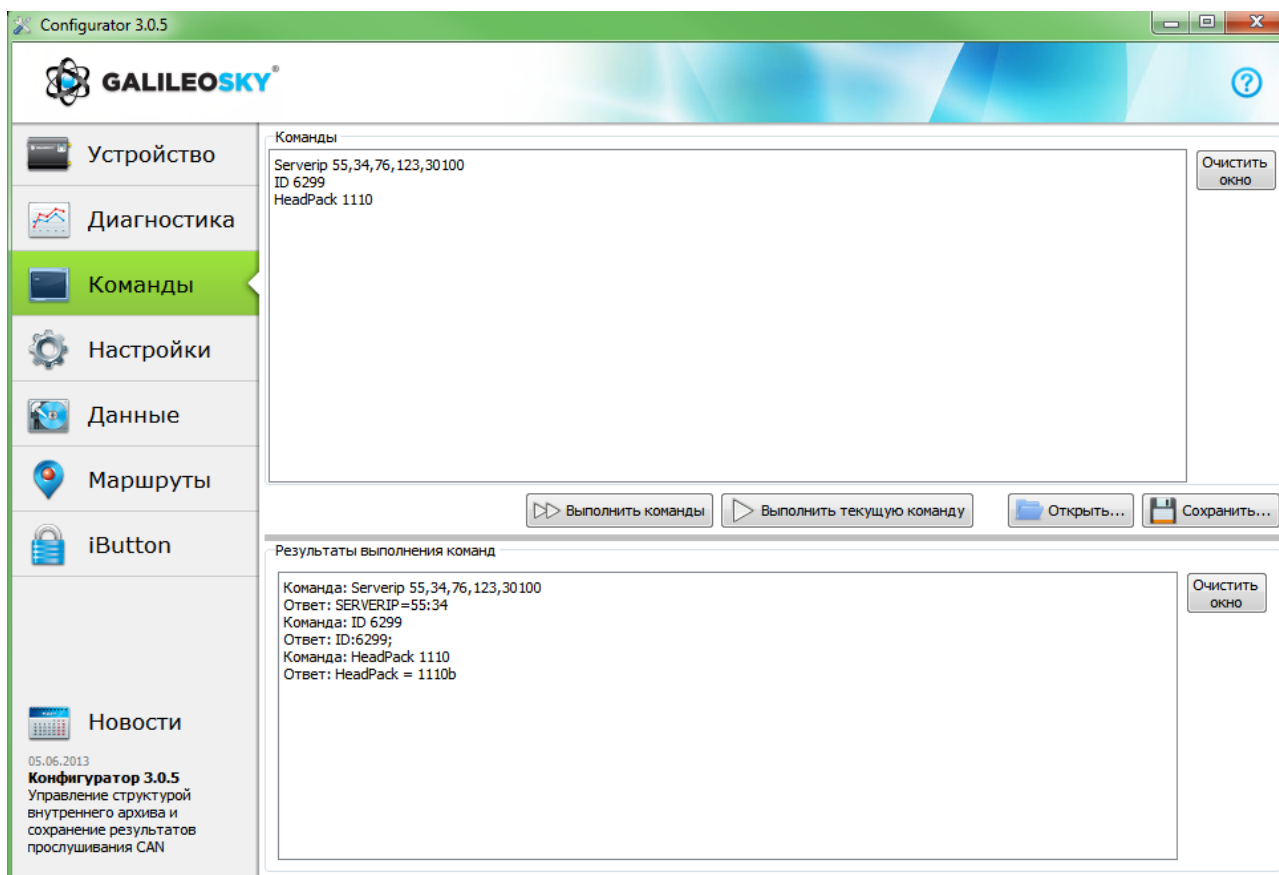 Configurator 3.0.5
GALILEOSKY®
?
Устройство
Диагностика
Команды
Настройки
Данные
Маршруты
iButton
Новости
05.06.2013
Конфигуратор 3.0.5
Управление структурой
внутреннего архива и
сохранение результатов
прослушивания CAN
Команды
Serverip 55,34,76,123,30100
ID 6299
HeadPack 1110
Очистить
окно
Выполнить команды
Выполнить текущую команду
Открыть...
Сохранить...
Результаты выполнения команд
Команда: Serverip 55,34,76,123,30100
Ответ: SERVERIP=55:34
Команда: ID 6299
Ответ: ID:6299;
Команда: HeadPack 1110
Ответ: HeadPack = 1110b
Очистить
окно